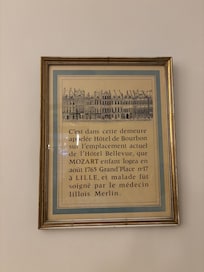 C'est dans cette demeure
appelée Hôtel de Bourbon
sur l'emplacement actuel
de l'Hôtel Bellevue, que
MOZART enfant logea en
août 1765 Grand'Place n°17
à LILLE, et malade fut
soigné par le médecin
lillois Merlin.